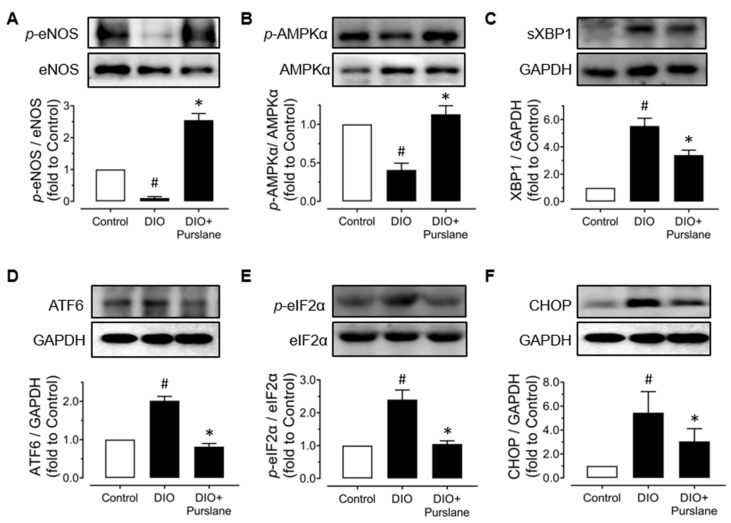 A
p-eNOS
eNOS
p-eNOS / eNOS
(fold to Control)
3
2
1
0
#
*
Control
DIO
DIO+
Purslane
B
p-AMPKα
AMPKα
p-AMPKα/ AMPKα
(fold to Control)
1.0
0.5
0.0
#
*
Control
DIO
DIO+
Purslane
C
sXBP1
GAPDH
XBP1 / GAPDH
(fold to Control)
8.0
6.0
4.0
2.0
0.0
#
*
Control
DIO
DIO+
Purslane
D
ATF6
GAPDH
ATF6 / GAPDH
(fold to Control)
2.0
1.0
0.0
#
*
Control
DIO
DIO+
Purslane
E
p-eIF2α
eIF2α
p-eIF2α / eIF2α
(fold to Control)
3.0
2.0
1.0
0.0
#
*
Control
DIO
DIO+
Purslane
F
CHOP
GAPDH
CHOP / GAPDH
(fold to Control)
8.0
6.0
4.0
2.0
0.0
#
*
Control
DIO
DIO+
Purslane